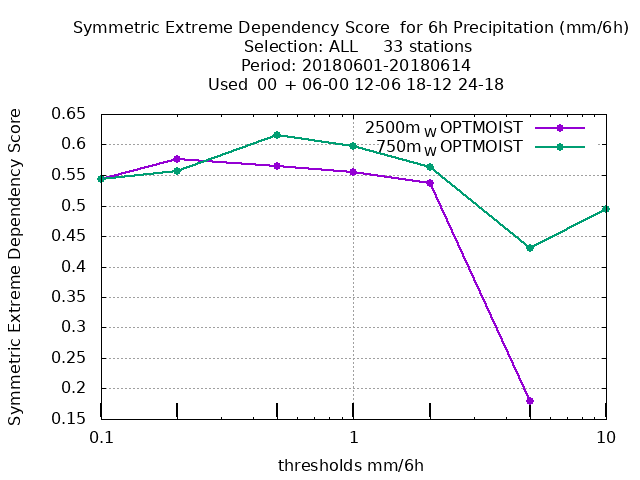 Symmetric Extreme Dependency Score  for 6h Precipitation (mm/6h)
Selection: ALL     33 stations
Period: 20180601-20180614
Used  00 + 06-00 12-06 18-12 24-18
Symmetric Extreme Dependency Score
0.65
0.6
0.55
0.5
0.45
0.4
0.35
0.3
0.25
0.2
0.15
2500m W OPTMOIST
750m W OPTMOIST
0.1 1 10
thresholds mm/6h